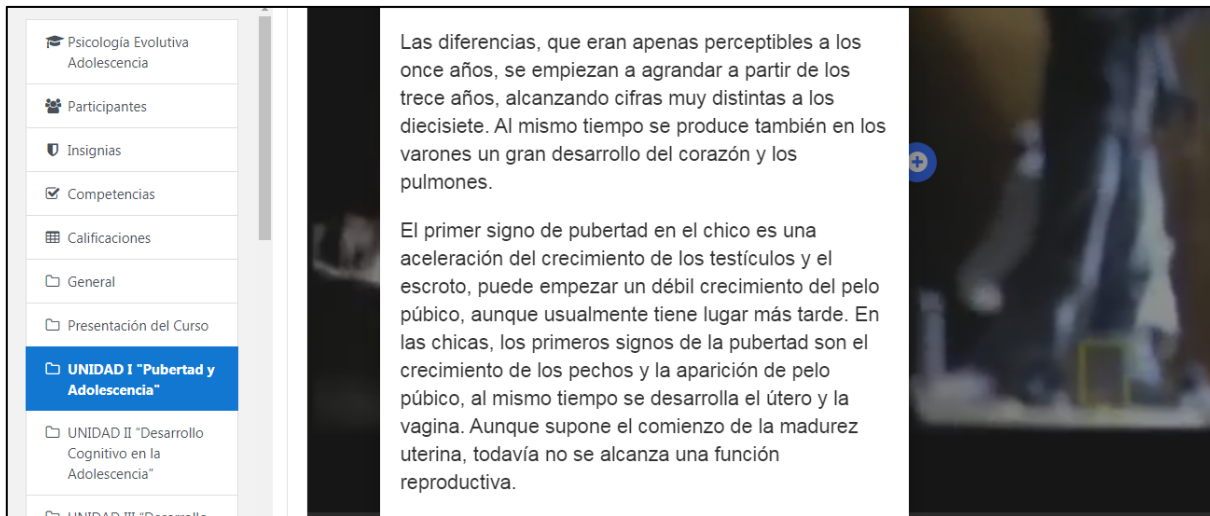 Psicología Evolutiva
Adolescencia
Participantes
Insignias
Competencias
Calificaciones
General
Presentación del Curso
UNIDAD I "Pubertad y
Adolescencia"
UNIDAD II "Desarrollo
Cognitivo en la
Adolescencia"
UNIDAD III "Desarrollo
Las diferencias, que eran apenas perceptibles a los
once años, se empiezan a agrandar a partir de los
trece años, alcanzando cifras muy distintas a los
diecisiete. Al mismo tiempo se produce también en los
varones un gran desarrollo del corazón y los
pulmones.
El primer signo de pubertad en el chico es una
aceleración del crecimiento de los testículos y el
escroto, puede empezar un débil crecimiento del pelo
púbico, aunque usualmente tiene lugar más tarde. En
las chicas, los primeros signos de la pubertad son el
crecimiento de los pechos y la aparición de pelo
púbico, al mismo tiempo se desarrolla el útero y la
vagina. Aunque supone el comienzo de la madurez
uterina, todavía no se alcanza una función
reproductiva.